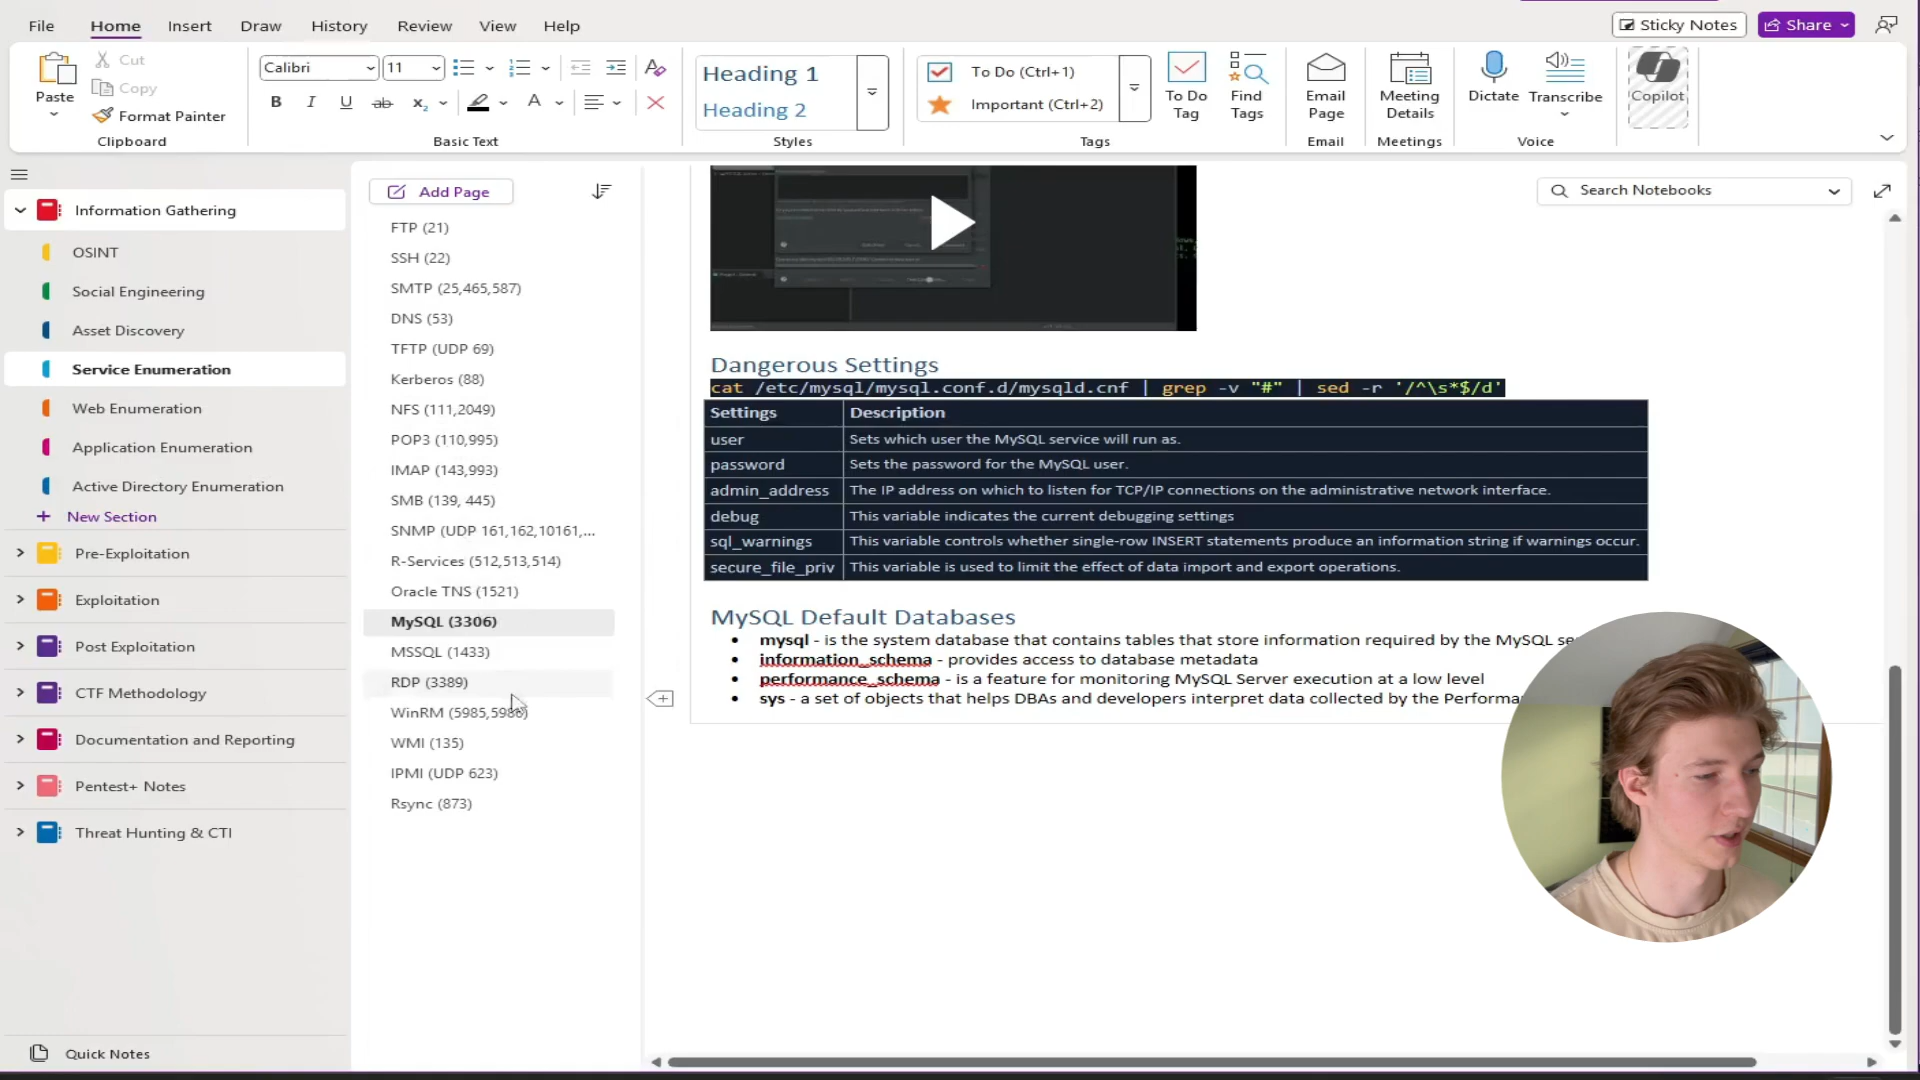 File Home Insert Draw History Review View Help
Sticky Notes Share
Paste
Cut
Copy
Format Painter
Clipboard
Calibri 11
B I U ab x₂ A
Basic Text
Heading 1
Heading 2
Styles
To Do (Ctrl+1)
Important (Ctrl+2)
To Do Tag
Find Tags
Tags
Email Page
Email
Meeting Details
Meetings
Dictate
Transcribe
Voice
Copilot
Information Gathering
OSINT
Social Engineering
Asset Discovery
Service Enumeration
Web Enumeration
Application Enumeration
Active Directory Enumeration
+ New Section
Pre-Exploitation
Exploitation
Post Exploitation
CTF Methodology
Documentation and Reporting
Pentest+ Notes
Threat Hunting & CTI
Quick Notes
Add Page
FTP (21)
SSH (22)
SMTP (25,465,587)
DNS (53)
TFTP (UDP 69)
Kerberos (88)
NFS (111,2049)
POP3 (110,995)
IMAP (143,993)
SMB (139, 445)
SNMP (UDP 161,162,10161,...
R-Services (512,513,514)
Oracle TNS (1521)
MySQL (3306)
MSSQL (1433)
RDP (3389)
WinRM (5985,5986)
WMI (135)
IPMI (UDP 623)
Rsync (873)
Search Notebooks
Dangerous Settings
cat /etc/mysql/mysql.conf.d/mysqld.cnf | grep -v "#" | sed -r '/^\s*$/d'
Settings Description
user Sets which user the MySQL service will run as.
password Sets the password for the MySQL user.
admin_address The IP address on which to listen for TCP/IP connections on the administrative network interface.
debug This variable indicates the current debugging settings
sql_warnings This variable controls whether single-row INSERT statements produce an information string if warnings occur.
secure_file_priv This variable is used to limit the effect of data import and export operations.
MySQL Default Databases
• mysql - is the system database that contains tables that store information required by the MySQL se
• information_schema - provides access to database metadata
• performance_schema - is a feature for monitoring MySQL Server execution at a low level
• sys - a set of objects that helps DBAs and developers interpret data collected by the Performa